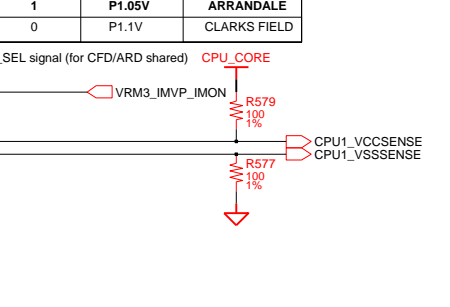 1 P1.05V ARRANDALE
0 P1.1V CLARKS FIELD
_SEL signal (for CFD/ARD shared) CPU_CORE
VRM3_IMVP_IMON
R579
100
1%
CPU1_VCCSENSE
CPU1_VSSSENSE
R577
100
1%